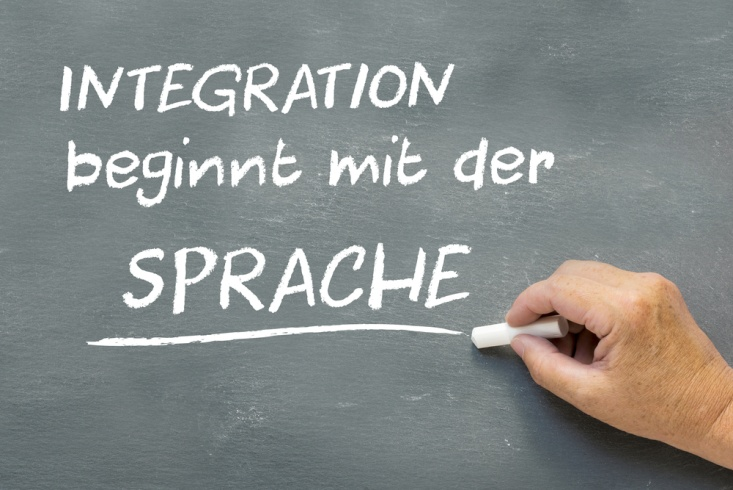 INTEGRATION
beginnt mit der
SPRACHE